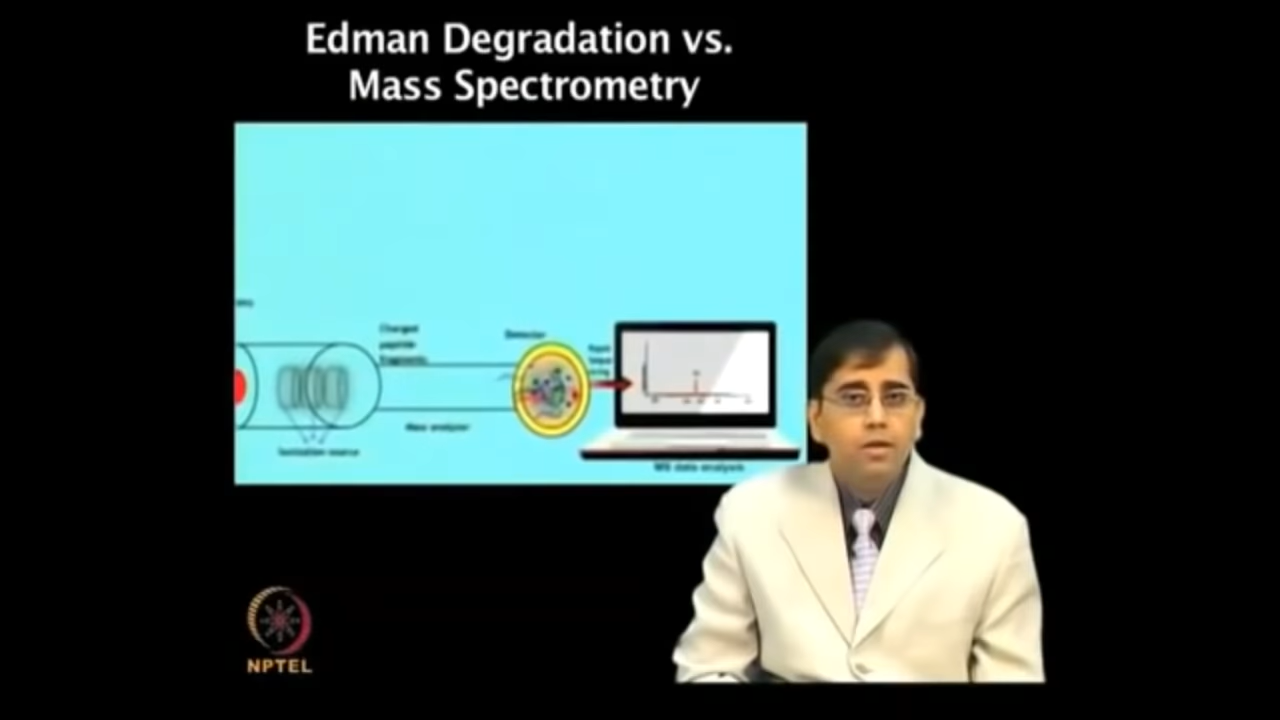 Edman Degradation vs.
Mass Spectrometry
Charged
peptide
fragments
Detector
Mass analyzer
Ionization source
MS data analysis
NPTEL